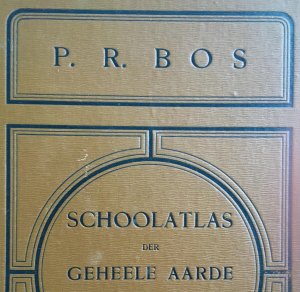 P. R. BOS
SCHOOLATLAS
DER
GEHEELE AARDE